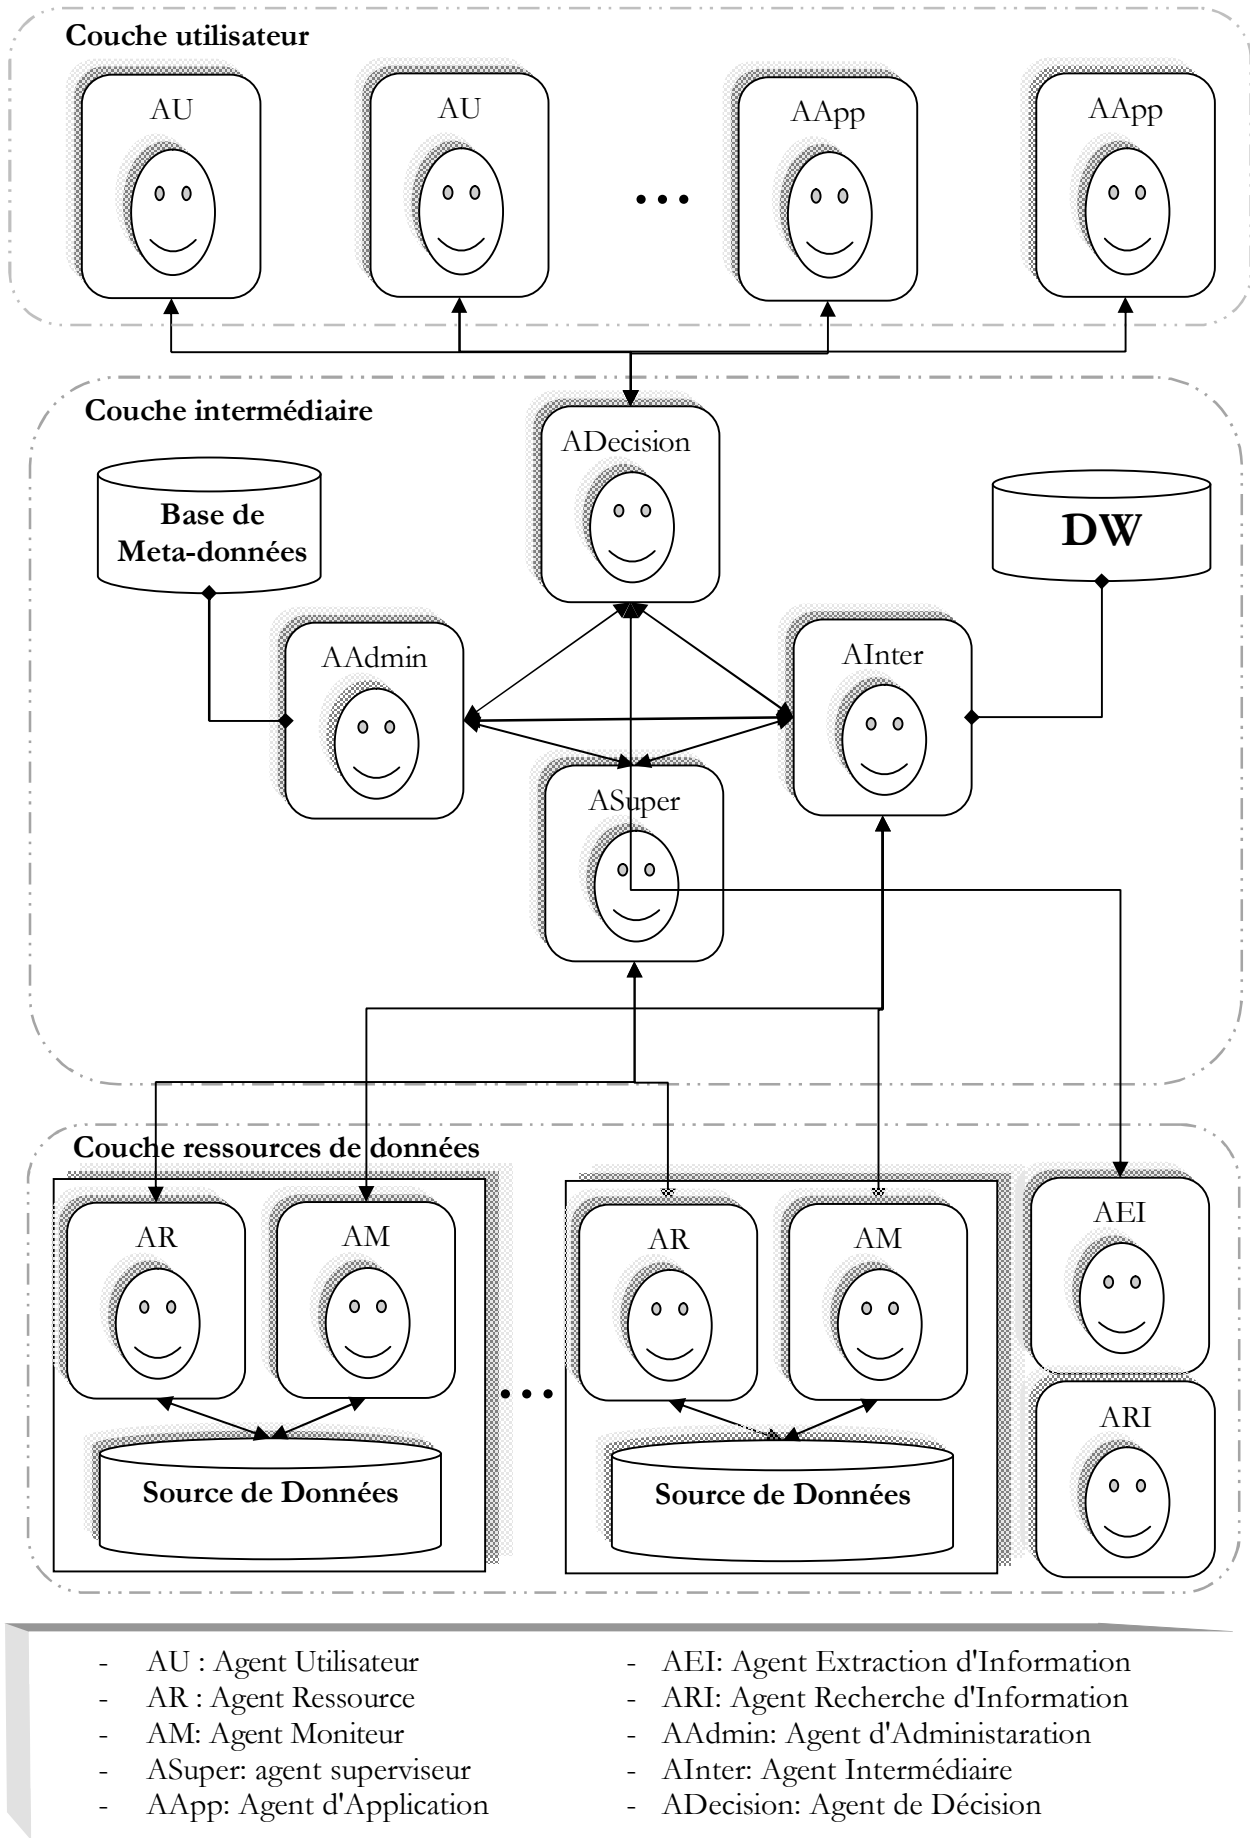 Couche utilisateur
AU
AU
AApp
AApp
• • •
Couche intermédiaire
ADecision
Base de
Meta-données
DW
AAdmin
AInter
ASuper
Couche ressources de données
AR
AM
AR
AM
AEI
• • •
ARI
Source de Données
Source de Données
- AU : Agent Utilisateur
- AR : Agent Ressource
- AM: Agent Moniteur
- ASuper: agent superviseur
- AApp: Agent d'Application
- AEI: Agent Extraction d'Information
- ARI: Agent Recherche d'Information
- AAdmin: Agent d'Administaration
- AInter: Agent Intermédiaire
- ADecision: Agent de Décision